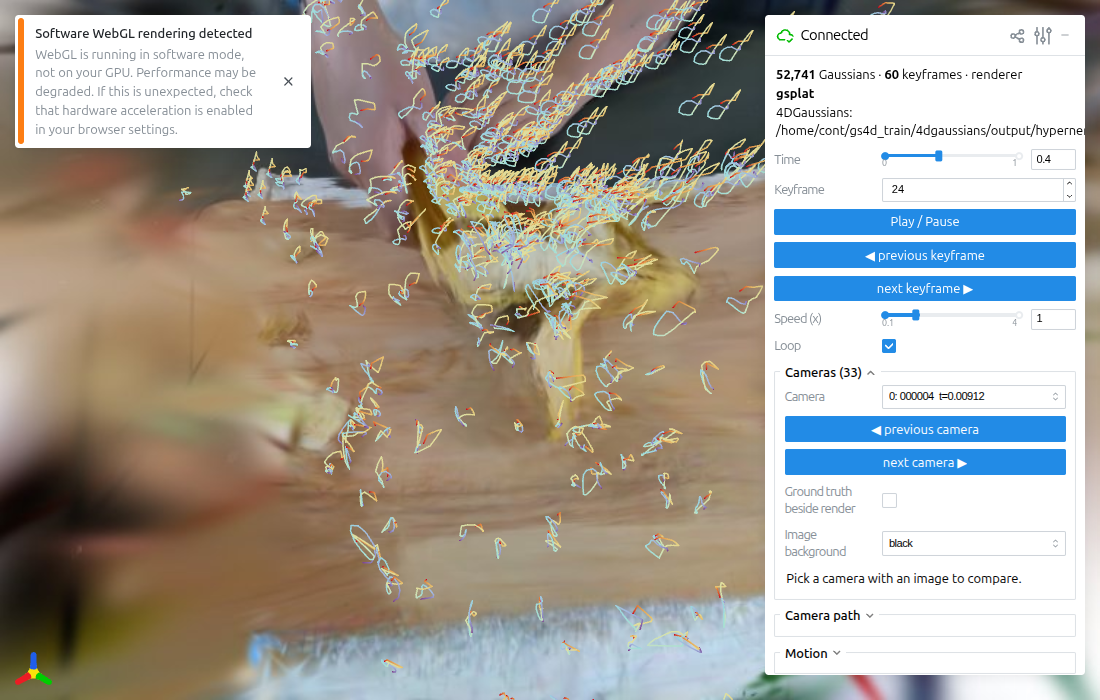 Software WebGL rendering detected
WebGL is running in software mode,
not on your GPU. Performance may be
degraded. If this is unexpected, check
that hardware acceleration is enabled
in your browser settings.
Connected
52,741 Gaussians · 60 keyframes · renderer
gsplat
4DGaussians:
/home/cont/gs4d_train/4dgaussians/output/hyperner
Time
0
1
0.4
Keyframe
24
Play / Pause
◀ previous keyframe
next keyframe ▶
Speed (x)
0.1
4
1
Loop
Cameras (33)
Camera
0: 000004 t=0.00912
◀ previous camera
next camera ▶
Ground truth
beside render
Image
background
black
Pick a camera with an image to compare.
Camera path
Motion